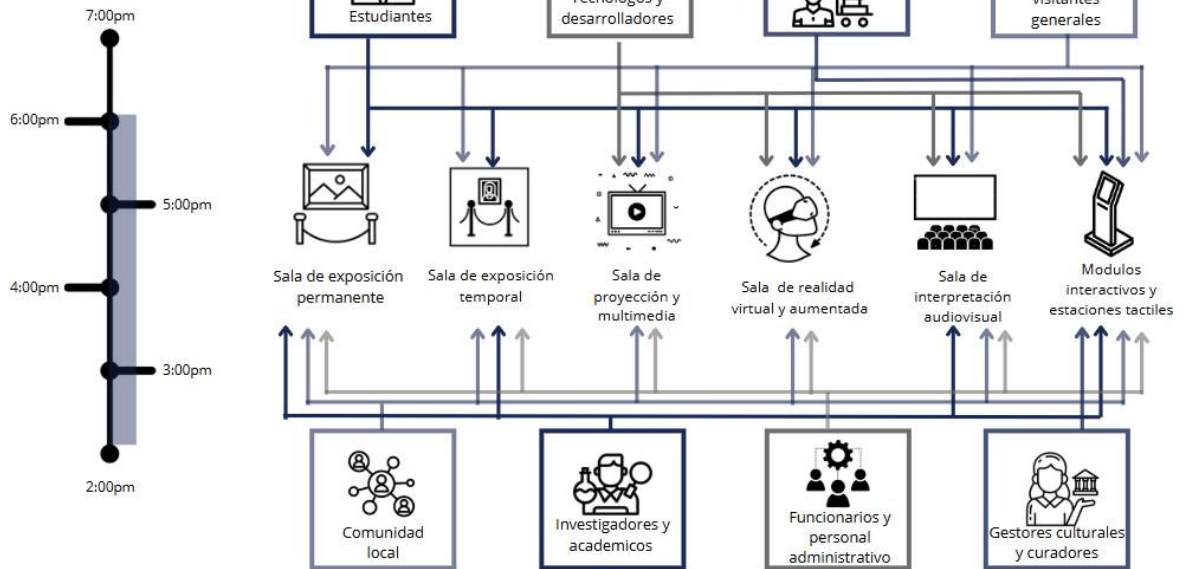 7:00pm
6:00pm
5:00pm
4:00pm
3:00pm
2:00pm
Estudiantes
Tecnólogos y
desarrolladores
visitantes
generales
Sala de exposición
permanente
Sala de exposición
temporal
Sala de
proyección y
multimedia
Sala de realidad
virtual y aumentada
Sala de
interpretación
audiovisual
Modulos
interactivos y
estaciones tactiles
Comunidad
local
Investigadores y
academicos
Funcionarios y
personal
administrativo
Gestores culturales
y curadores